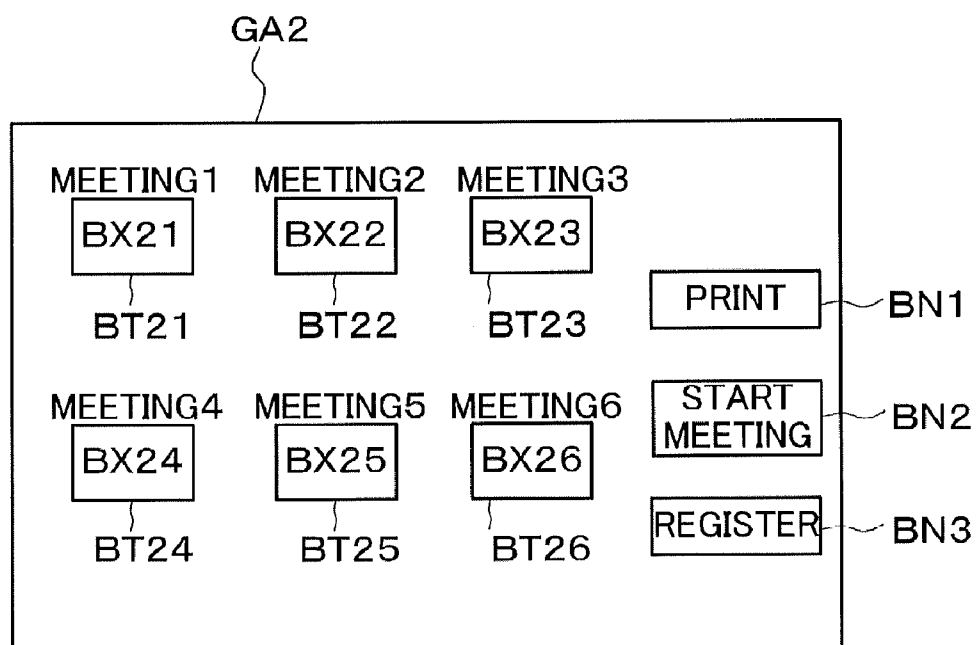 GA2
MEETING1 MEETING2 MEETING3
BX21 BX22 BX23
BT21 BT22 BT23
PRINT BN1
MEETING4 MEETING5 MEETING6
BX24 BX25 BX26
BT24 BT25 BT26
START
MEETING BN2
REGISTER BN3